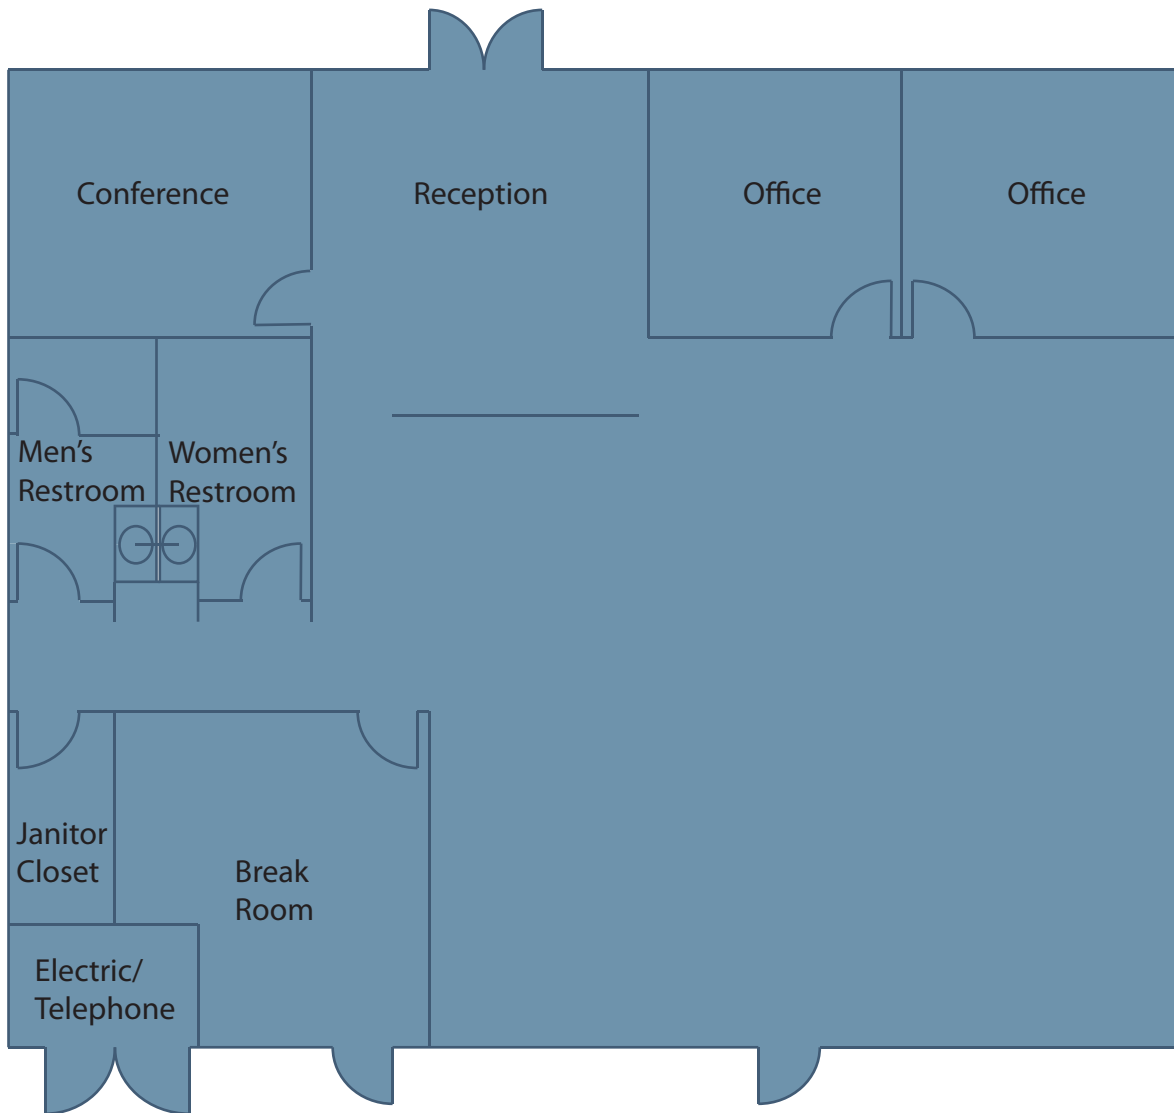 Conference
Reception
Office
Office
Men's
Restroom
Women's
Restroom
Janitor
Closet
Break
Room
Electric/
Telephone